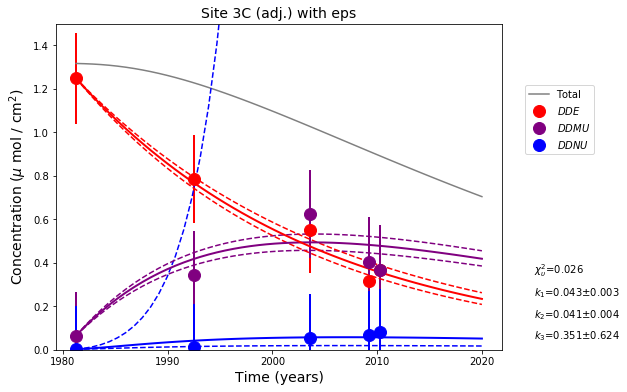 Site 3C (adj.) with eps
Concentration (μ mol / cm²)
1.4
1.2
1.0
0.8
0.6
0.4
0.2
0.0
1980
1990
2000
2010
2020
Time (years)
Total
DDE
DDMU
DDNU
χ²ᵤ=0.026
k₁=0.043±0.003
k₂=0.041±0.004
k₃=0.351±0.624